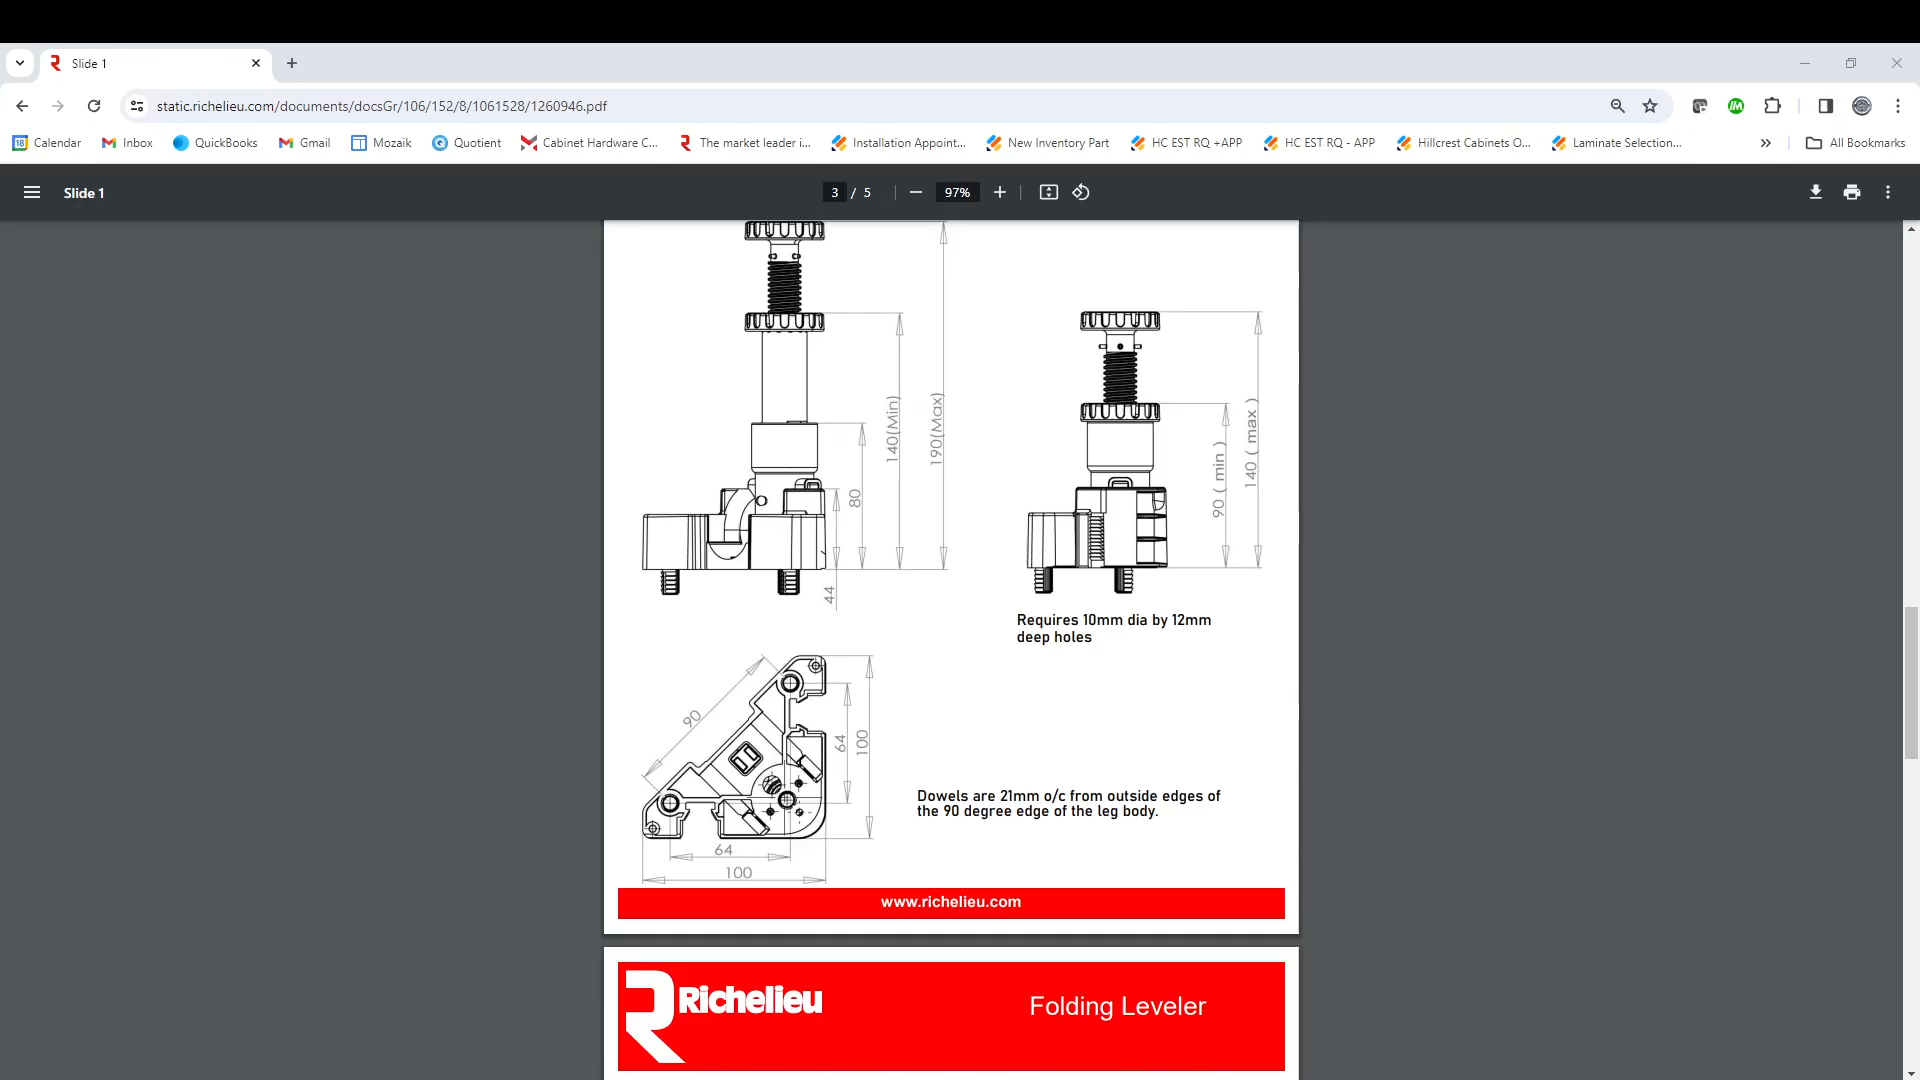 Slide 1
static.richelieu.com/documents/docsGr/106/152/8/1061528/1260946.pdf
Calendar Inbox QuickBooks Gmail Mozaik Quotient Cabinet Hardware C... The market leader i... Installation Appoint... New Inventory Part HC EST RQ +APP HC EST RQ - APP Hillcrest Cabinets O... Laminate Selection... » All Bookmarks
Slide 1 3 / 5 97%
140(Min)
190(Max)
80
44
90 ( min )
140 ( max )
Requires 10mm dia by 12mm
deep holes
90
64
100
64
100
Dowels are 21mm o/c from outside edges of
the 90 degree edge of the leg body.
www.richelieu.com
Richelieu
Folding Leveler